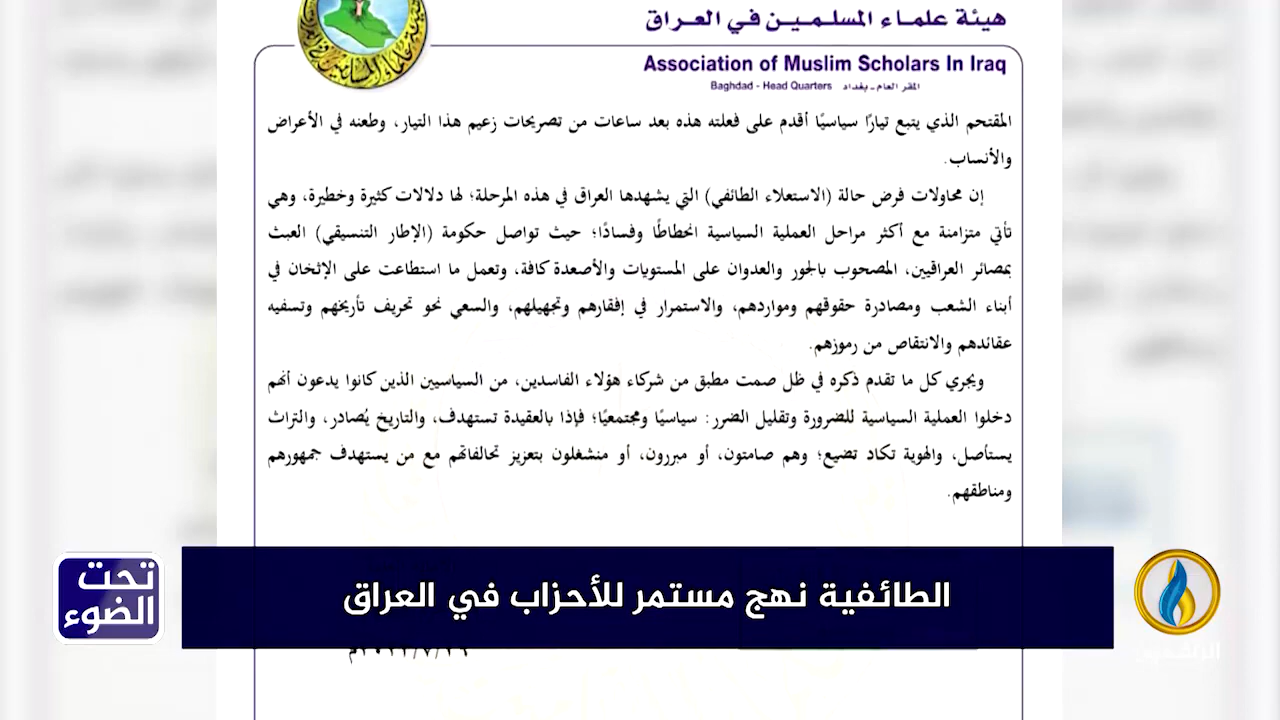 هيئة علماء المسلمين في العراق
Association of Muslim Scholars In Iraq
Baghdad - Head Quarters المقر العام - بغداد
المقتحم الذي يتبع تيارًا سياسيًا أقدم على فعلته هذه بعد ساعات من تصريحات زعيم هذا التيار، وطعنه في الأعراض
والأنساب.
إن محاولات فرض حالة (الاستعلاء الطائفي) التي يشهدها العراق في هذه المرحلة؛ لها دلالات كثيرة وخطيرة، وهي
تأتي متزامنة مع أكثر مراحل العملية السياسية انحطاطًا وفسادًا؛ حيث تواصل حكومة (الإطار التنسيقي) العبث
بمصائر العراقيين، المصحوب بالجور والعدوان على المستويات والأصعدة كافة، وتعمل ما استطاعت على الإثخان في
أبناء الشعب ومصادرة حقوقهم ومواردهم، والاستمرار في إفقارهم وتجهيلهم، والسعي نحو تحريف تأريخهم وتسفيه
عقائدهم والانتقاص من رموزهم.
ويجري كل ما تقدم ذكره في ظل صمت مطبق من شركاء هؤلاء الفاسدين، من السياسيين الذين كانوا يدعون أنهم
دخلوا العملية السياسية للضرورة وتقليل الضرر: سياسيًا ومجتمعيًا؛ فإذا بالعقيدة تستهدف، والتاريخ يُصادر، والتراث
يستأصل، والهوية تكاد تضيع؛ وهم صامتون، أو مبررون، أو منشغلون بتعزيز تحالفاتهم مع من يستهدف جمهورهم
ومناطقهم.
الطائفية نهج مستمر للأحزاب في العراق
تحت
الضوء
الرافدين